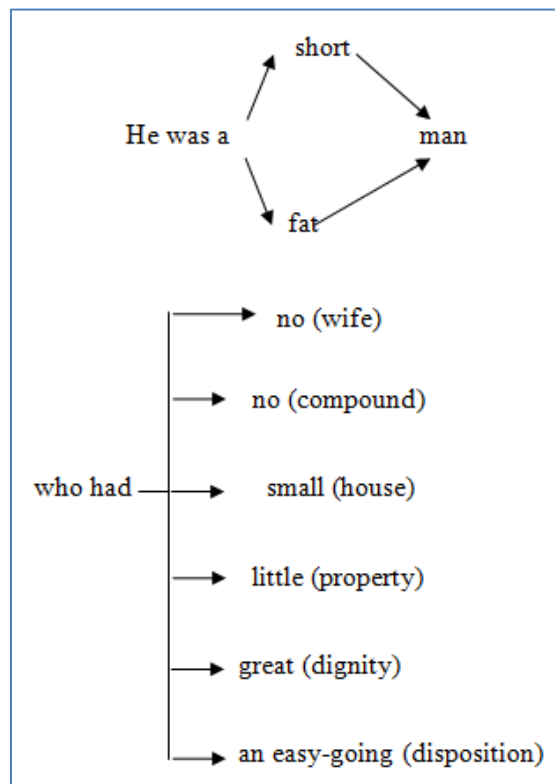 short
He was a man
fat
no (wife)
no (compound)
who had small (house)
little (property)
great (dignity)
an easy-going (disposition)